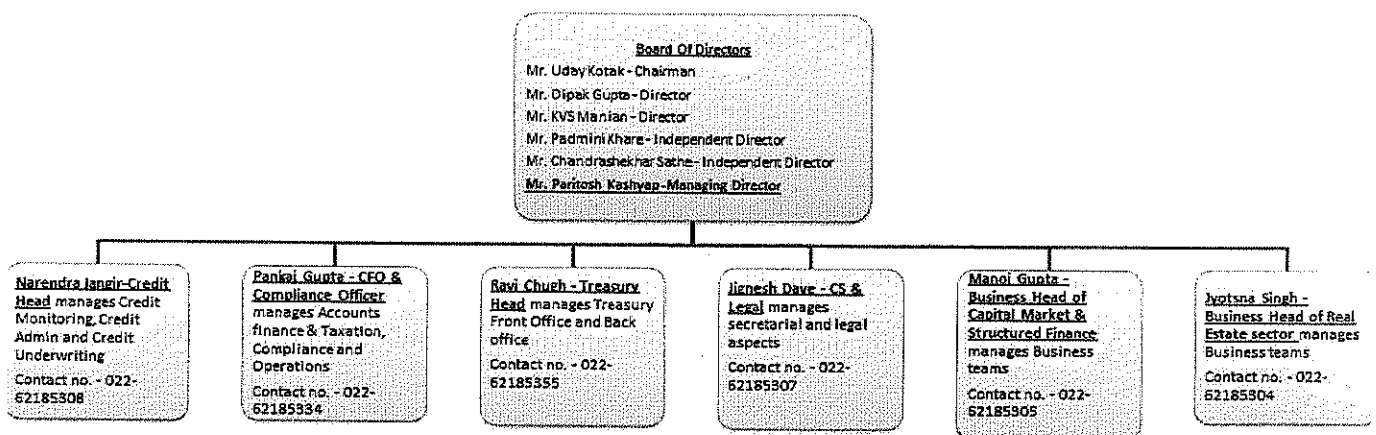 Board Of Directors
Mr. Uday Kotak - Chairman
Mr. Dipak Gupta - Director
Mr. KVS Manian - Director
Mr. Padmini Khare - Independent Director
Mr. Chandrashekhar Sathe - Independent Director
Mr. Paritosh Kashyap - Managing Director
Narendra Jangir-Credit
Head manages Credit
Monitoring, Credit
Admin and Credit
Underwriting
Contact no. - 022-
62185308
Pankaj Gupta - CFO &
Compliance Officer
manages Accounts
finance & Taxation,
Compliance and
Operations
Contact no. - 022-
62185334
Ravi Chugh - Treasury
Head manages Treasury
Front Office and Back
office
Contact no. - 022-
62185355
Jignesh Dave - CS &
Legal manages
secretarial and legal
aspects
Contact no. - 022-
62185307
Manoj Gupta -
Business Head of
Capital Market &
Structured Finance
manages Business
teams
Contact no. - 022-
62185305
Jyotsna Singh -
Business Head of Real
Estate sector manages
Business teams
Contact no. - 022-
62185304